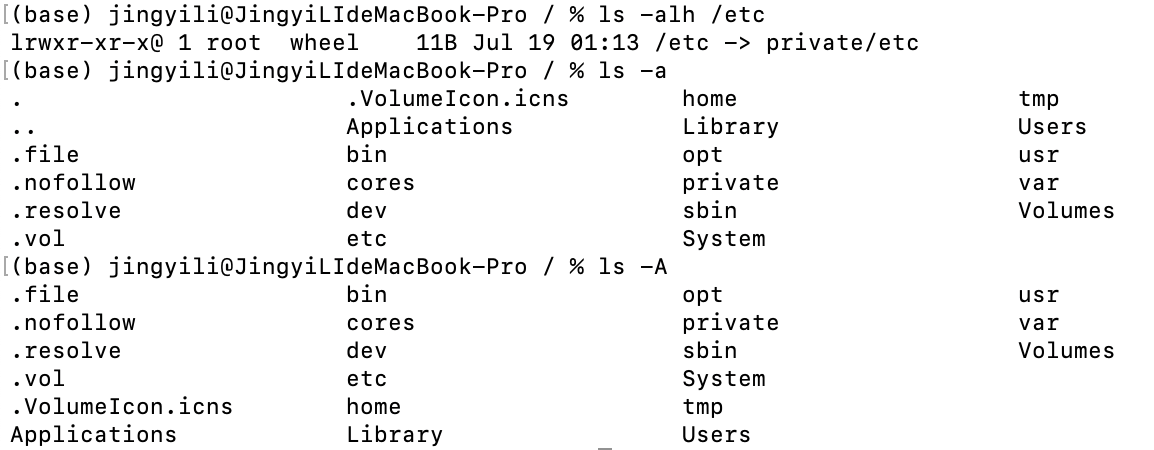 [(base) jingyili@JingyiLIdeMacBook-Pro / % ls -alh /etc
lrwxr-xr-x@ 1 root  wheel    11B Jul 19 01:13 /etc -> private/etc
[(base) jingyili@JingyiLIdeMacBook-Pro / % ls -a
.                       .VolumeIcon.icns        home                    tmp
..                      Applications            Library                 Users
.file                   bin                     opt                     usr
.nofollow               cores                   private                 var
.resolve                dev                     sbin                    Volumes
.vol                    etc                     System
[(base) jingyili@JingyiLIdeMacBook-Pro / % ls -A
.file                   bin                     opt                     usr
.nofollow               cores                   private                 var
.resolve                dev                     sbin                    Volumes
.vol                    etc                     System
.VolumeIcon.icns        home                    tmp
Applications            Library                 Users